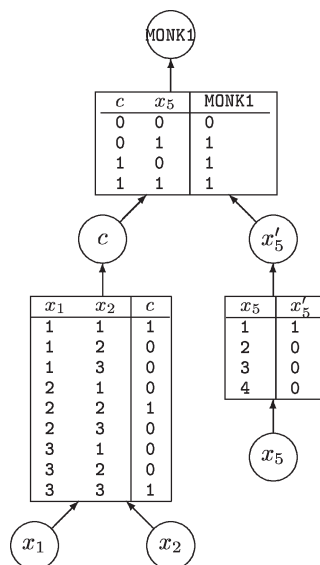 MONK1
c x₅ MONK1
0 0 0
0 1 1
1 0 1
1 1 1
c x₅′
x₁ x₂ c
1 1 1
1 2 0
1 3 0
2 1 0
2 2 1
2 3 0
3 1 0
3 2 0
3 3 1
x₅ x₅′
1 1
2 0
3 0
4 0
x₅
x₁ x₂